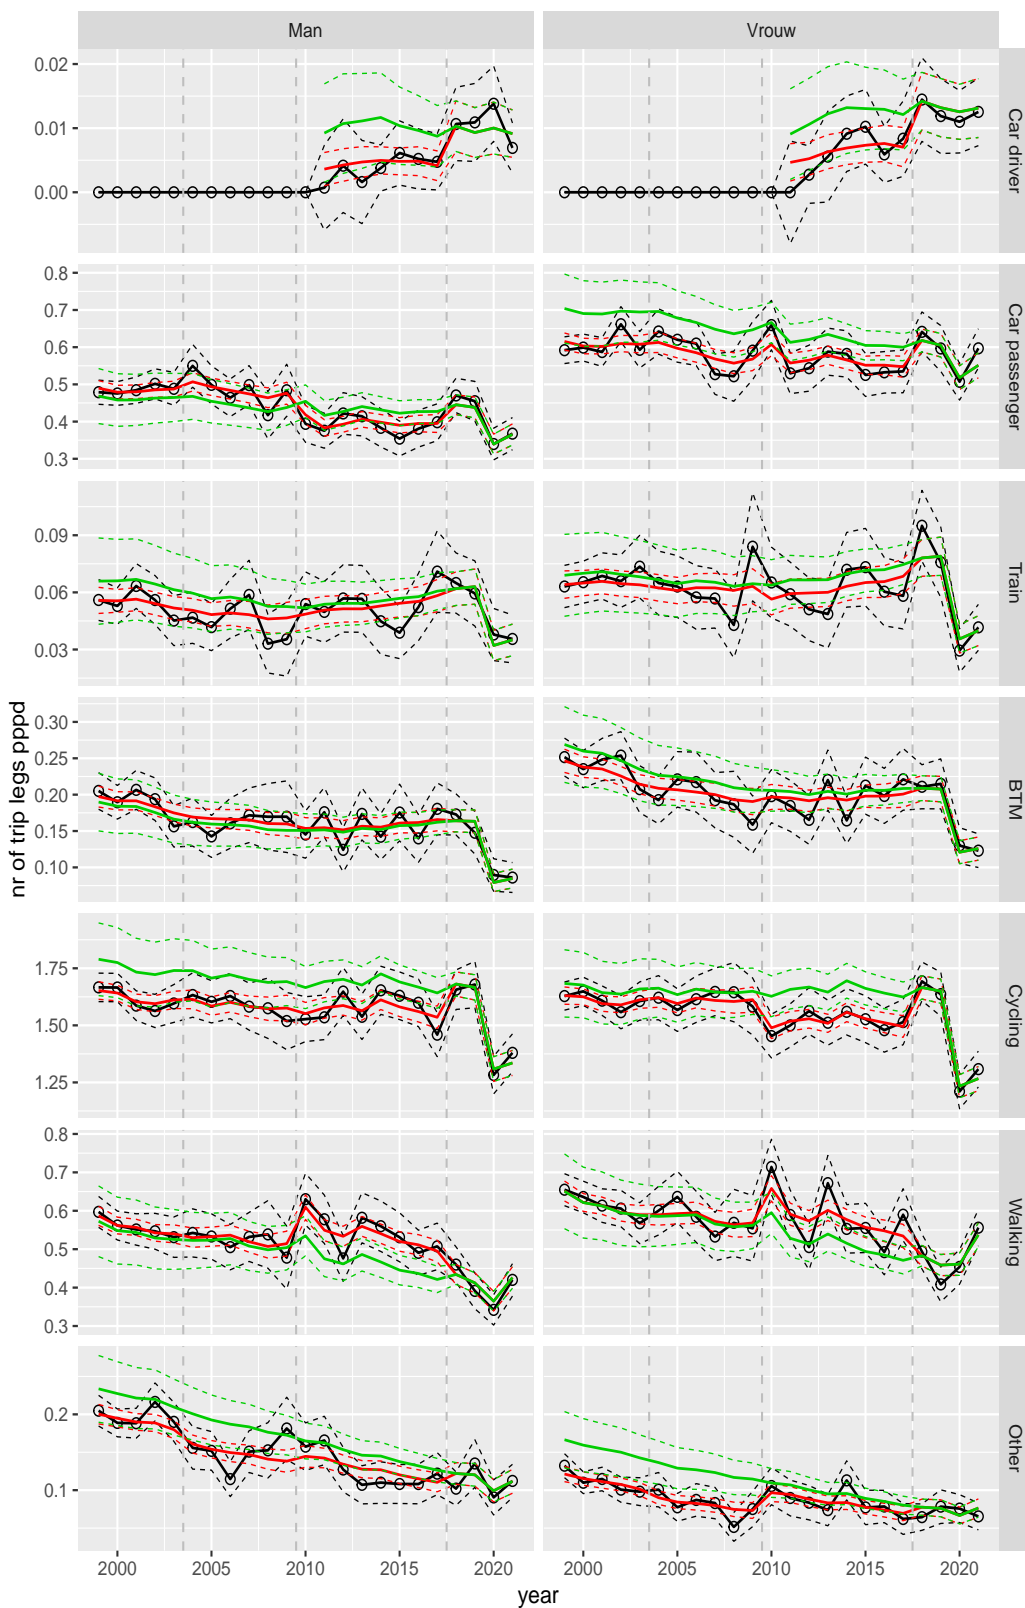 Man
Vrouw
0.02
0.01
0.00
Car driver
0.8
0.7
0.6
0.5
0.4
0.3
Car passenger
0.09
0.06
0.03
Train
0.30
0.25
0.20
0.15
0.10
BTM
1.75
1.50
1.25
Cycling
0.8
0.7
0.6
0.5
0.4
0.3
Walking
0.2
0.1
Other
nr of trip legs pppd
2000 2005 2010 2015 2020
2000 2005 2010 2015 2020
year